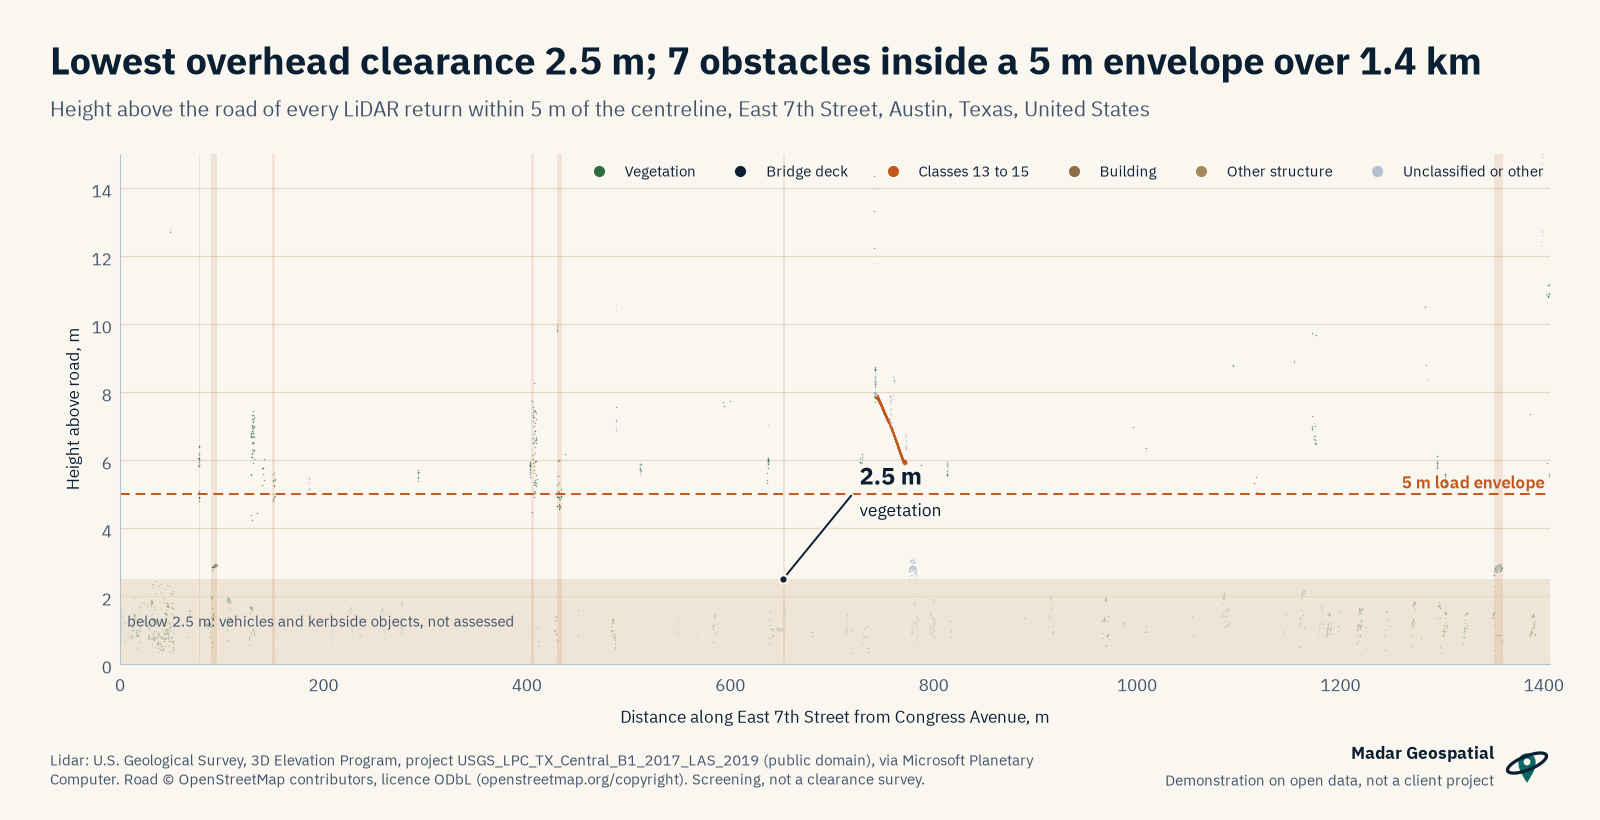 Lowest overhead clearance 2.5 m; 7 obstacles inside a 5 m envelope over 1.4 km
Height above the road of every LiDAR return within 5 m of the centreline, East 7th Street, Austin, Texas, United States
Vegetation
Bridge deck
Classes 13 to 15
Building
Other structure
Unclassified or other
Height above road, m
14
12
10
8
6
4
2
0
2.5 m
vegetation
5 m load envelope
below 2.5 m: vehicles and kerbside objects, not assessed
0
200
400
600
800
1000
1200
1400
Distance along East 7th Street from Congress Avenue, m
Lidar: U.S. Geological Survey, 3D Elevation Program, project USGS_LPC_TX_Central_B1_2017_LAS_2019 (public domain), via Microsoft Planetary
Computer. Road © OpenStreetMap contributors, licence ODbL (openstreetmap.org/copyright). Screening, not a clearance survey.
Madar Geospatial
Demonstration on open data, not a client project